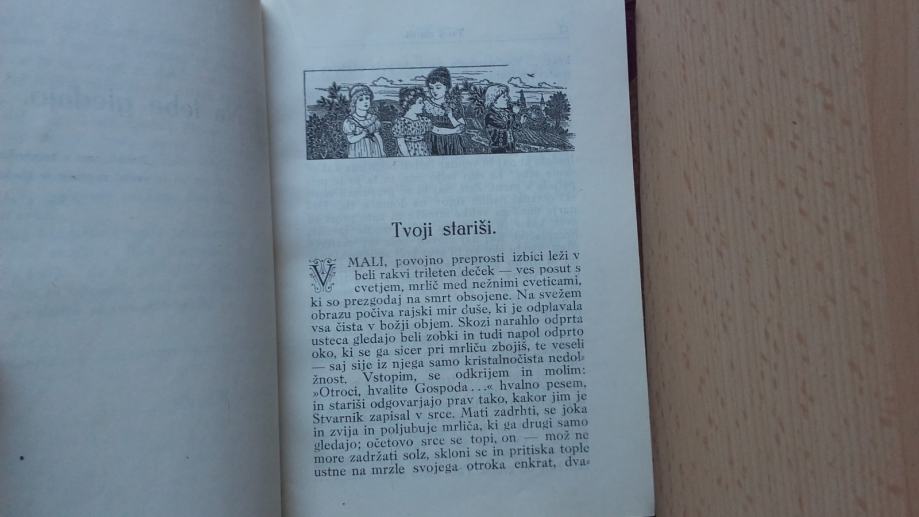 Tvoji stariši.
V MALI, povojno preprosti izbici leži v
beli rakvi trileten deček — ves posut s
cvetjem, mrlič med nežnimi cveticami,
ki so prezgodaj na smrt obsojene. Na svežem
obrazu počiva rajski mir duše, ki je odplavala
vsa čista v božji objem. Skozi narahlo odprta
usteca gledajo beli zobki in tudi napol odprto
oko, ki se ga sicer pri mrliču zbojiš, te veseli
— saj sije iz njega samo kristalnočista nedol-
žnost. Vstopim, se odkrijem in molim:
»Otroci, hvalite Gospoda...« hvalno pesem,
in stariši odgovarjajo prav tako, kakor jim je
Stvarnik zapisal v srce. Mati zadrhti, se joka
in zvija in poljubuje mrliča, ki ga drugi samo
gledajo; očetovo srce se topi, on — mož ne
more zadržati solz, skloni se in pritiska tople
ustne na mrzle svojega otroka enkrat, dva-